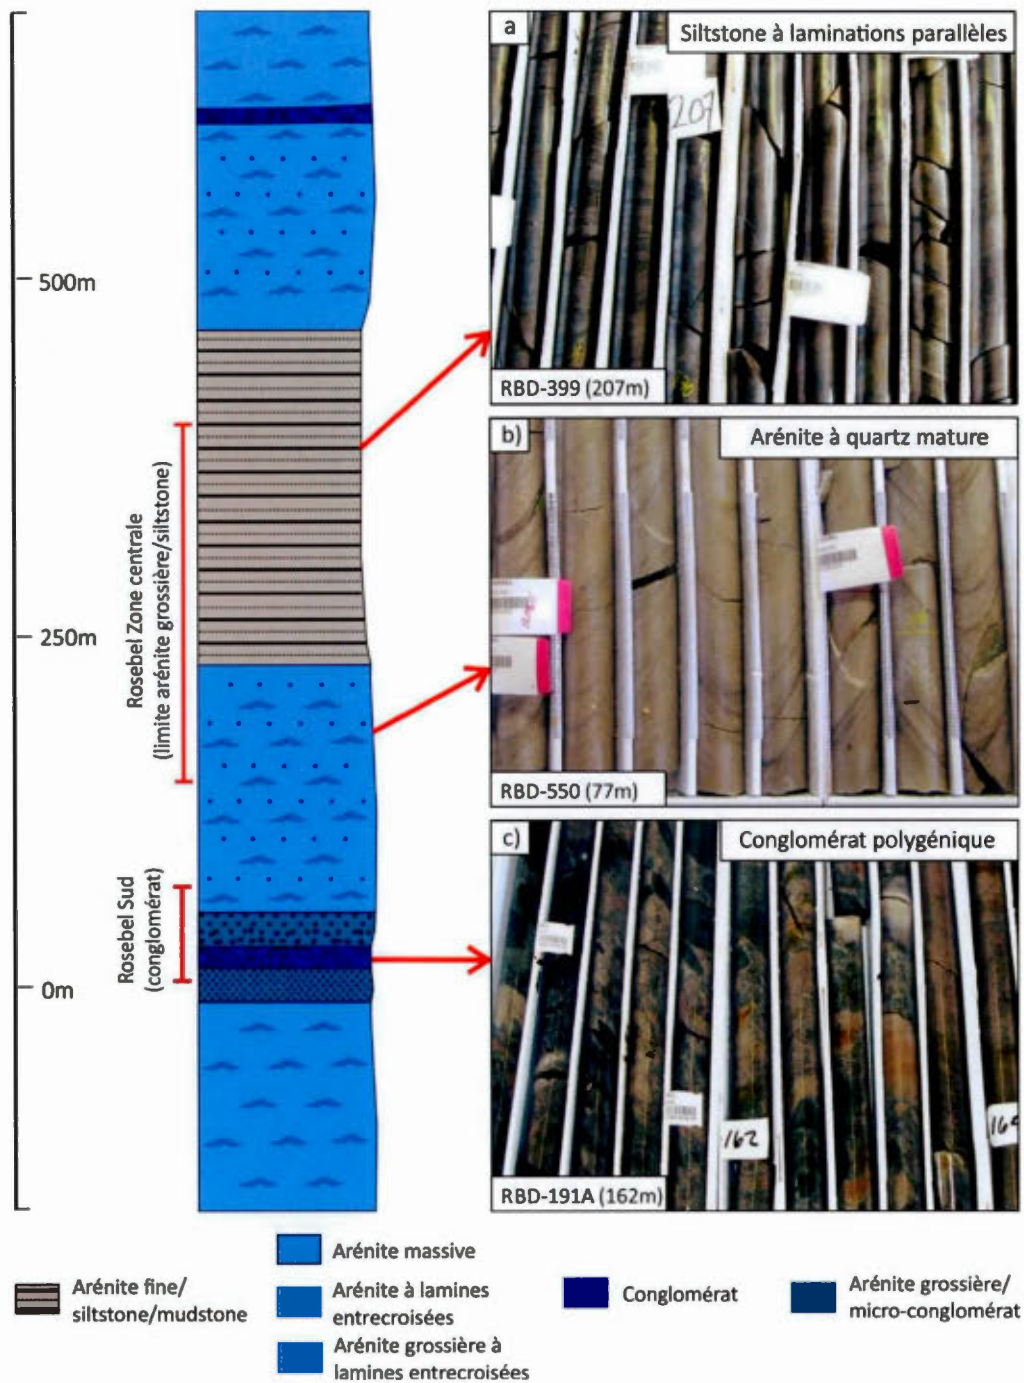 a
Siltstone à laminations parallèles
207
RBD-399 (207m)
500m
250m
0m
Rosebel Zone centrale
(limite arénite grossière/siltstone)
Rosebel Sud
(conglomérat)
b)
Arénite à quartz mature
RBD-550 (77m)
c)
Conglomérat polygénique
162
RBD-191A (162m)
Arénite fine/
siltstone/mudstone
Arénite massive
Arénite à lamines
entrecroisées
Arénite grossière à
lamines entrecroisées
Conglomérat
Arénite grossière/
micro-conglomérat